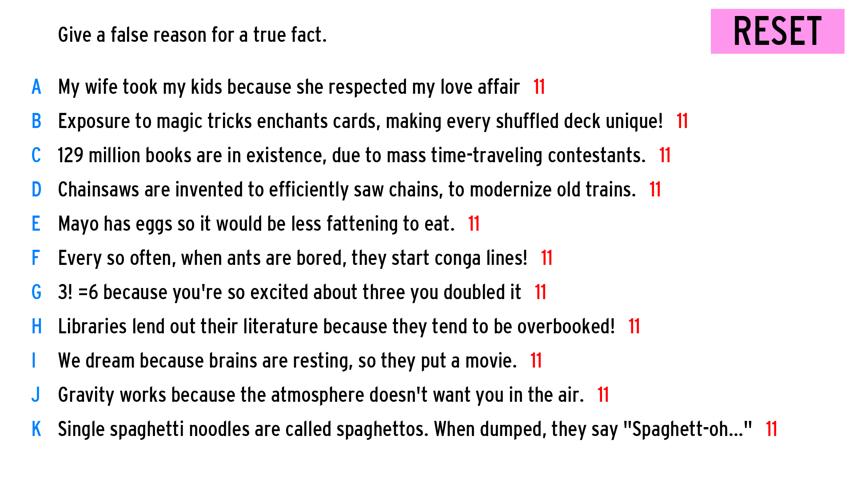 Give a false reason for a true fact.
RESET
A My wife took my kids because she respected my love affair 11
B Exposure to magic tricks enchants cards, making every shuffled deck unique! 11
C 129 million books are in existence, due to mass time-traveling contestants. 11
D Chainsaws are invented to efficiently saw chains, to modernize old trains. 11
E Mayo has eggs so it would be less fattening to eat. 11
F Every so often, when ants are bored, they start conga lines! 11
G 3! =6 because you're so excited about three you doubled it 11
H Libraries lend out their literature because they tend to be overbooked! 11
I We dream because brains are resting, so they put a movie. 11
J Gravity works because the atmosphere doesn't want you in the air. 11
K Single spaghetti noodles are called spaghettos. When dumped, they say "Spaghett-oh..." 11